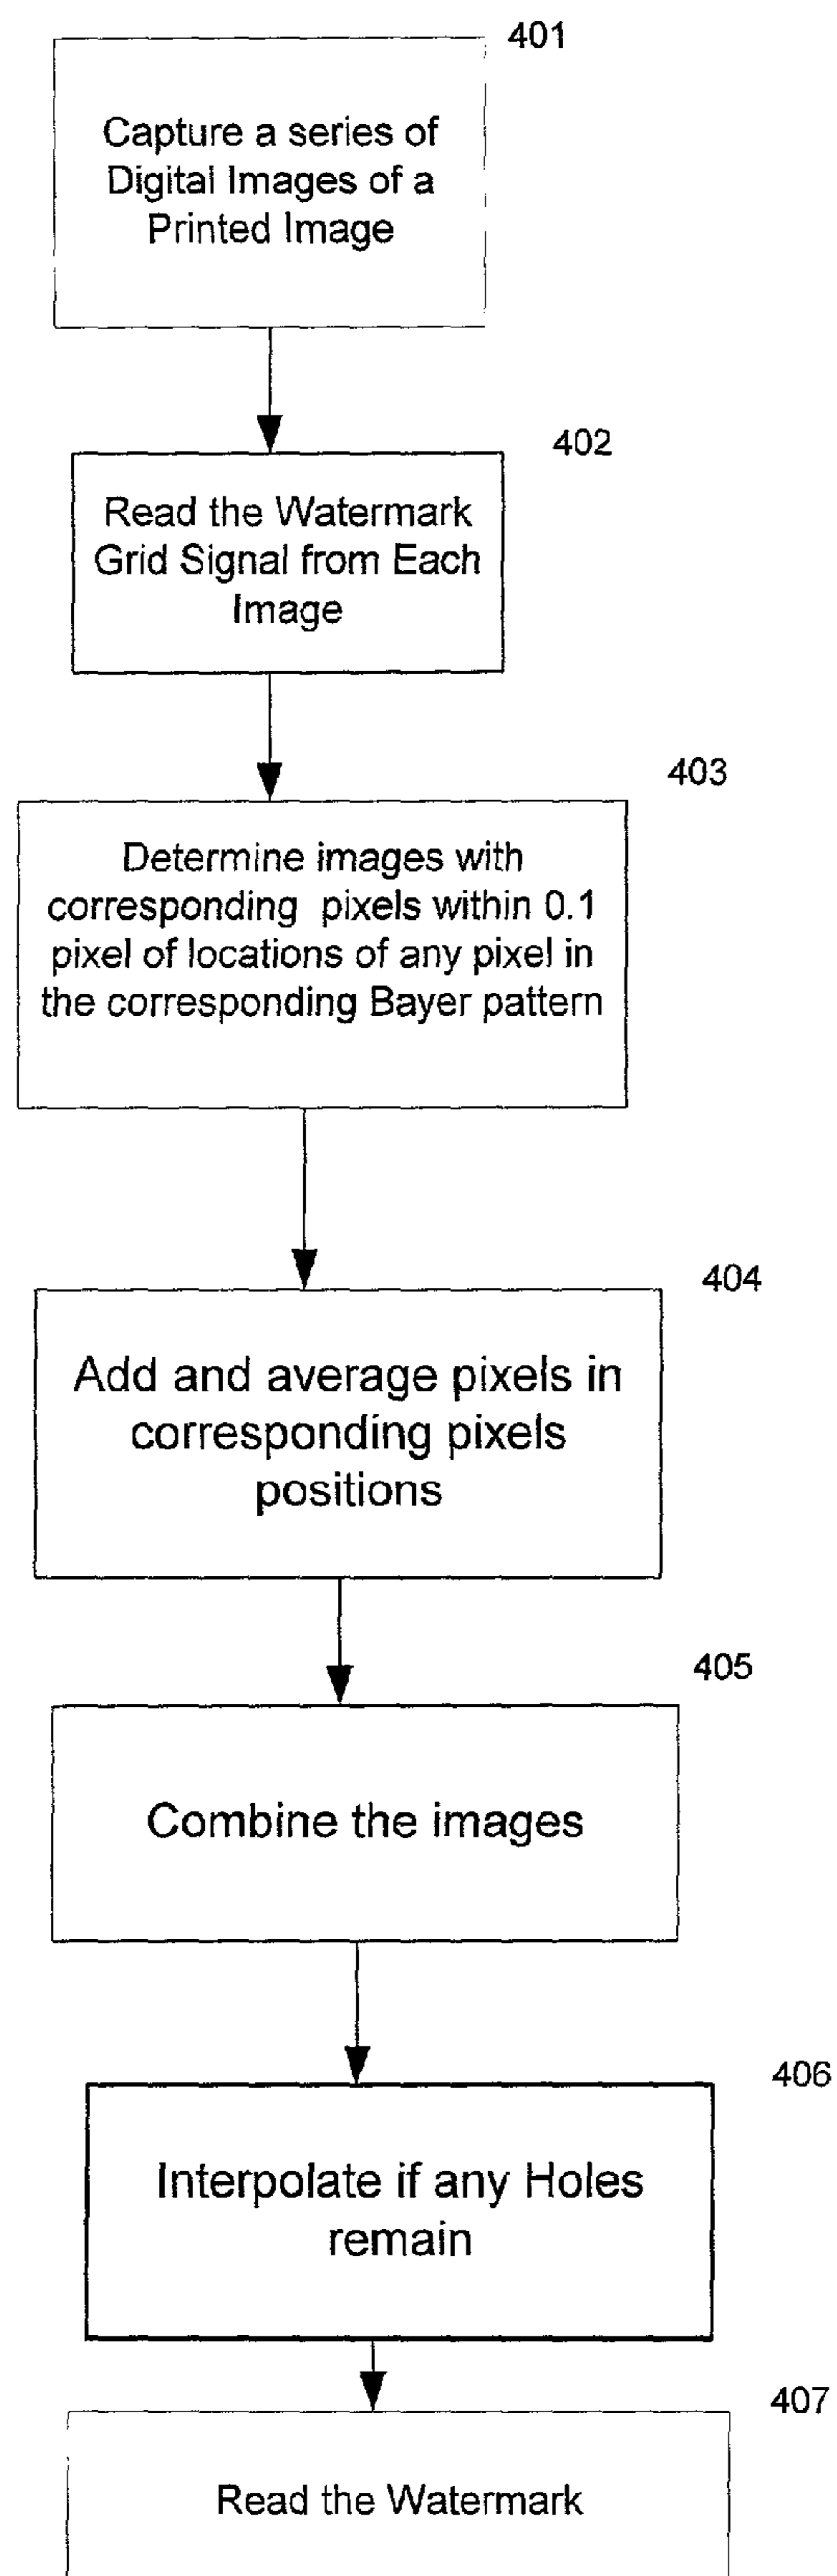 401
Capture a series of
Digital Images of a
Printed Image
402
Read the Watermark
Grid Signal from Each
Image
403
Determine images with
corresponding pixels within 0.1
pixel of locations of any pixel in
the corresponding Bayer pattern
404
Add and average pixels in
corresponding pixels
positions
405
Combine the images
406
Interpolate if any Holes
remain
407
Read the Watermark